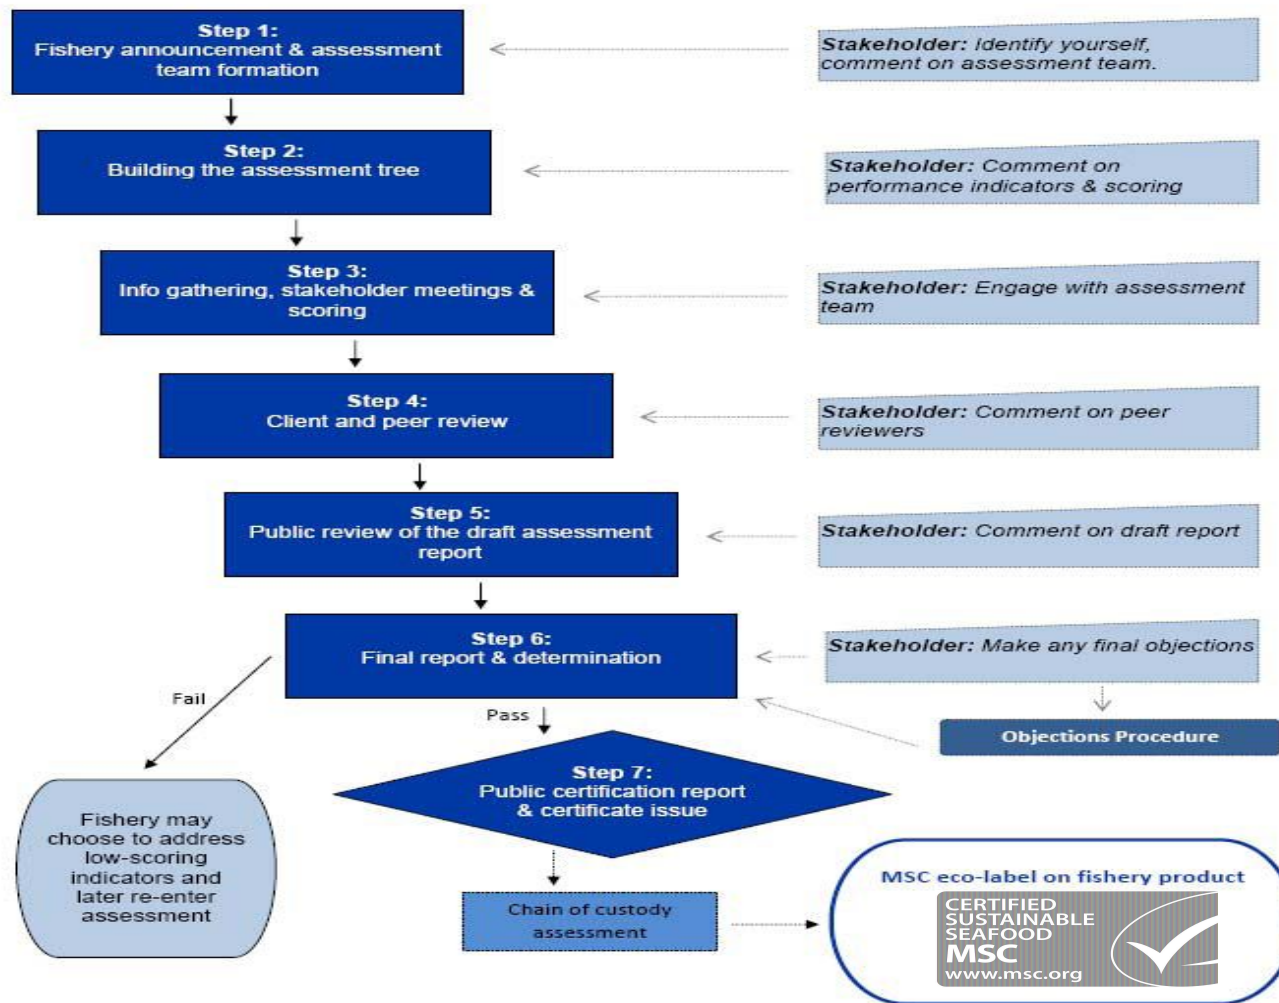 Step 1:
Fishery announcement & assessment
team formation
Stakeholder: Identify yourself,
comment on assessment team.
Step 2:
Building the assessment tree
Stakeholder: Comment on
performance indicators & scoring
Step 3:
Info gathering, stakeholder meetings &
scoring
Stakeholder: Engage with assessment
team
Step 4:
Client and peer review
Stakeholder: Comment on peer
reviewers
Step 5:
Public review of the draft assessment
report
Stakeholder: Comment on draft report
Step 6:
Final report & determination
Stakeholder: Make any final objections
Fail
Pass
Objections Procedure
Step 7:
Public certification report
& certificate issue
Fishery may
choose to address
low-scoring
indicators and
later re-enter
assessment
Chain of custody
assessment
MSC eco-label on fishery product
CERTIFIED
SUSTAINABLE
SEAFOOD
MSC
www.msc.org